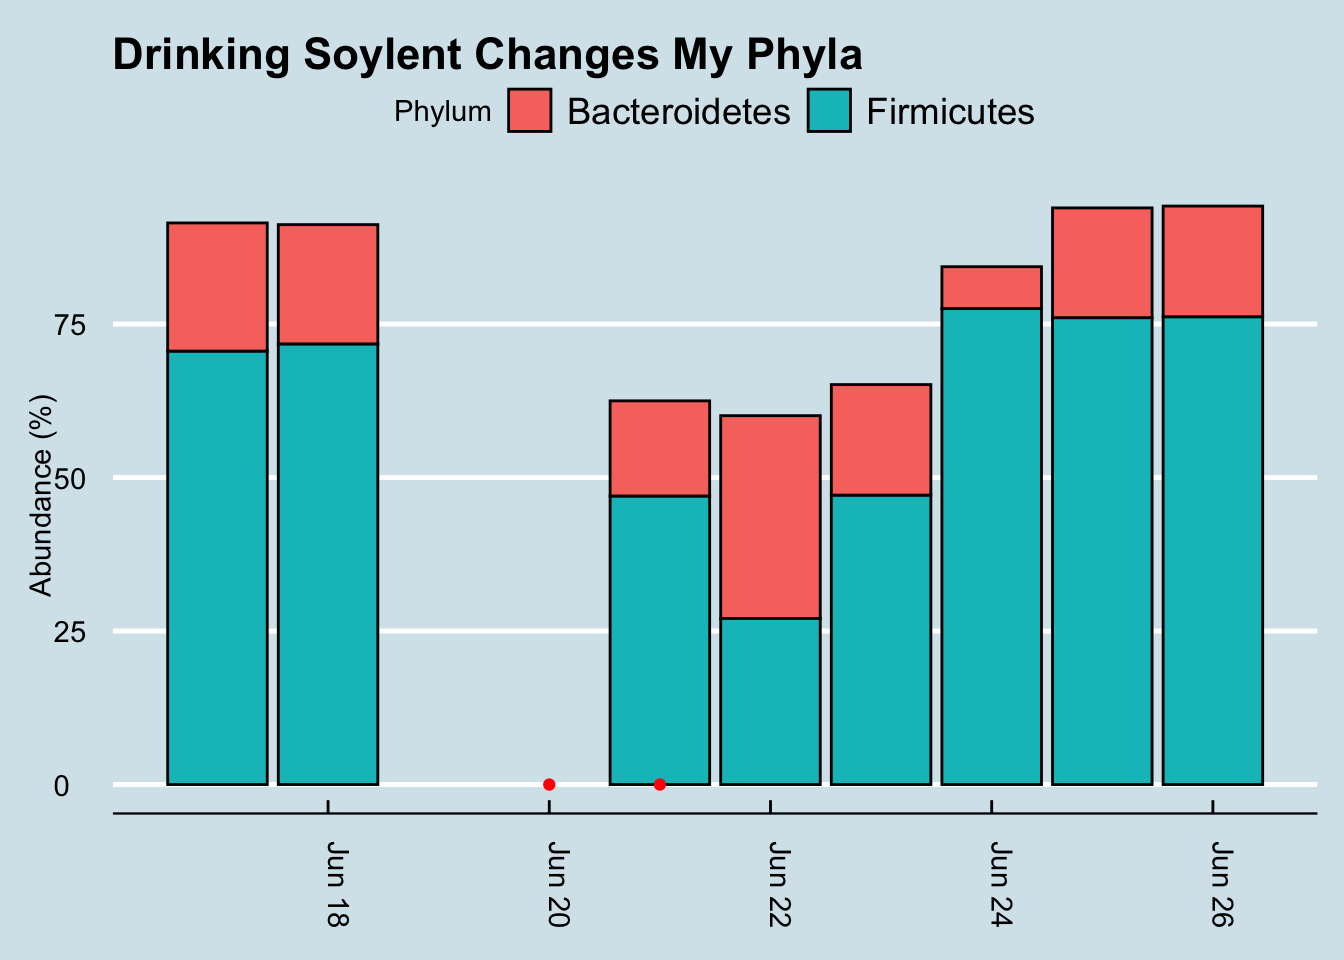 Drinking Soylent Changes My Phyla
Phylum Bacteroidetes Firmicutes
Abundance (%)
75
50
25
0
Jun 18
Jun 20
Jun 22
Jun 24
Jun 26